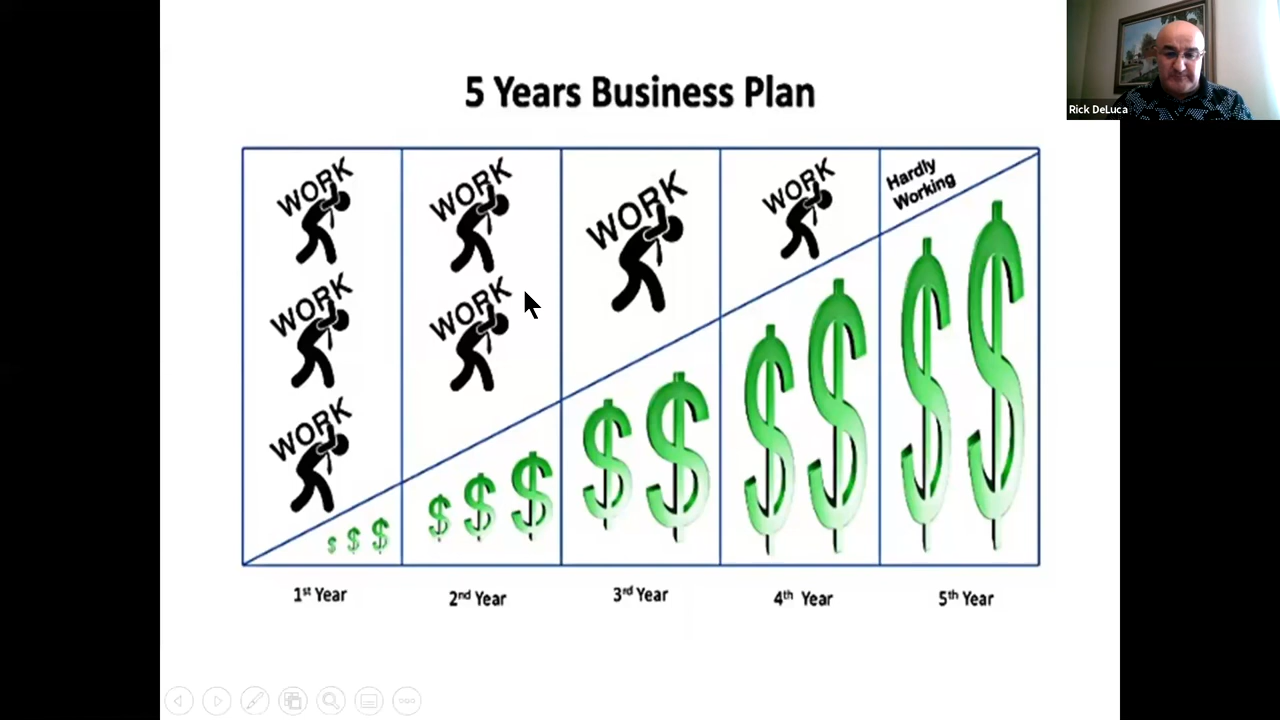 5 Years Business Plan
Rick DeLuca
WORK
WORK
WORK
WORK
Hardly
Working
WORK
WORK
WORK
$ $ $
$ $ $
$ $
$ $
$ $
1st Year
2nd Year
3rd Year
4th Year
5th Year